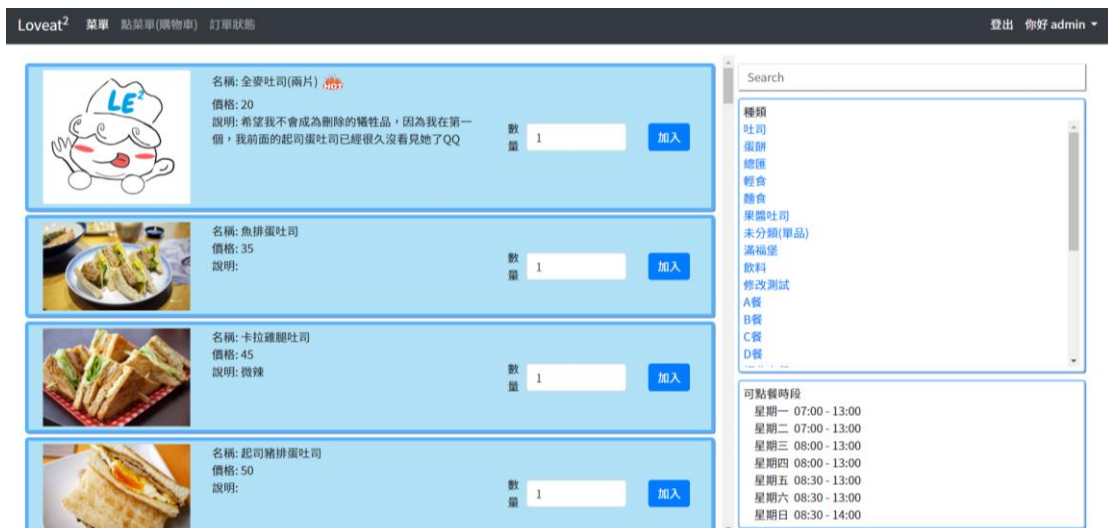 Loveat² 菜單 點菜單(購物車) 訂單狀態 登出 你好 admin
LE²
名稱: 全麥吐司(兩片) HOT
價格: 20
說明: 希望我不會成為刪除的犧牲品,因為我在第一
個,我前面的起司蛋吐司已經很久沒看見她了QQ
數量 1 加入
名稱: 魚排蛋吐司
價格: 35
說明:
數量 1 加入
名稱: 卡拉雞腿吐司
價格: 45
說明: 微辣
數量 1 加入
名稱: 起司豬排蛋吐司
價格: 50
說明:
數量 1 加入
Search
種類
吐司
蛋餅
總匯
輕食
麵食
果醬吐司
未分類(單品)
滿福堡
飲料
修改測試
A餐
B餐
C餐
D餐
可點餐時段
星期一 07:00 - 13:00
星期二 07:00 - 13:00
星期三 08:00 - 13:00
星期四 08:00 - 13:00
星期五 08:30 - 13:00
星期六 08:30 - 13:00
星期日 08:30 - 14:00